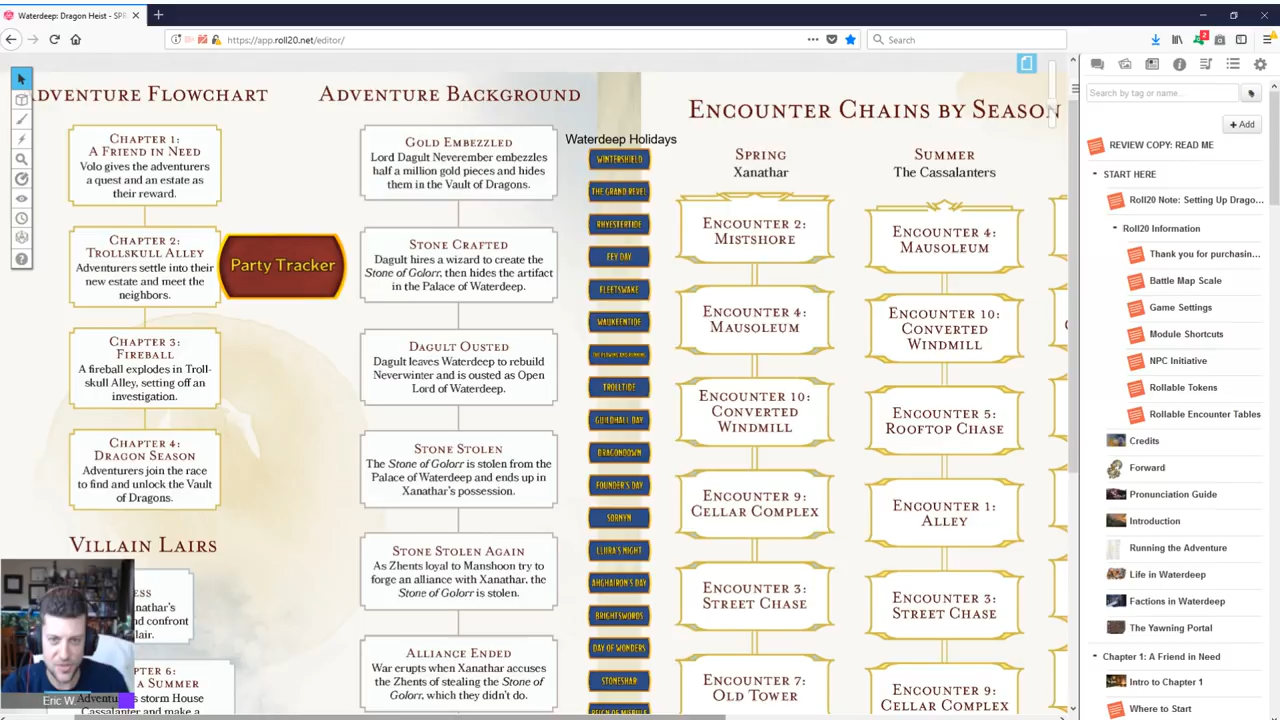 Waterdeep: Dragon Heist - SPR
https://app.roll20.net/editor/
Search
2
ADVENTURE FLOWCHART
CHAPTER 1:
A FRIEND IN NEED
Volo gives the adventurers
a quest and an estate as
their reward.
CHAPTER 2:
TROLLSKULL ALLEY
Adventurers settle into their
new estate and meet the
neighbors.
CHAPTER 3:
FIREBALL
A fireball explodes in Troll-
skull Alley, setting off an
investigation.
CHAPTER 4:
DRAGON SEASON
Adventurers join the race
to find and unlock the Vault
of Dragons.
VILLAIN LAIRS
anathar's
nd confront
lair.
PTER 6:
A SUMMER
storm House
Cassalanter and make a
Eric W.
Party Tracker
ADVENTURE BACKGROUND
GOLD EMBEZZLED
Lord Dagult Neverember embezzles
half a million gold pieces and hides
them in the Vault of Dragons.
STONE CRAFTED
Dagult hires a wizard to create the
Stone of Golorr, then hides the artifact
in the Palace of Waterdeep.
DAGULT OUSTED
Dagult leaves Waterdeep to rebuild
Neverwinter and is ousted as Open
Lord of Waterdeep.
STONE STOLEN
The Stone of Golorr is stolen from the
Palace of Waterdeep and ends up in
Xanathar's possession.
STONE STOLEN AGAIN
As Zhents loyal to Manshoon try to
forge an alliance with Xanathar, the
Stone of Golorr is stolen.
ALLIANCE ENDED
War erupts when Xanathar accuses
the Zhents of stealing the Stone of
Golorr, which they didn't do.
Waterdeep Holidays
WINTERSHIELD
THE GRAND REVEL
RHYESTERTIDE
FEY DAY
FLEETSWAKE
WAUKEENTIDE
TROLLTIDE
GUILDHALL DAY
DRAGONDOWN
FOUNDER'S DAY
SORNYN
LLIIRA'S NIGHT
AHGHAIRON'S DAY
BRIGHTSWORDS
DAY OF WONDERS
STONESHAR
ENCOUNTER CHAINS BY SEASON
SPRING
Xanathar
ENCOUNTER 2:
MISTSHORE
ENCOUNTER 4:
MAUSOLEUM
ENCOUNTER 10:
CONVERTED
WINDMILL
ENCOUNTER 9:
CELLAR COMPLEX
ENCOUNTER 3:
STREET CHASE
ENCOUNTER 7:
OLD TOWER
SUMMER
The Cassalanters
ENCOUNTER 4:
MAUSOLEUM
ENCOUNTER 10:
CONVERTED
WINDMILL
ENCOUNTER 5:
ROOFTOP CHASE
ENCOUNTER 1:
ALLEY
ENCOUNTER 3:
STREET CHASE
ENCOUNTER 9:
CELLAR COMPLEX
Search by tag or name...
+ Add
REVIEW COPY: READ ME
START HERE
Roll20 Note: Setting Up Drago...
Roll20 Information
Thank you for purchasin...
Battle Map Scale
Game Settings
Module Shortcuts
NPC Initiative
Rollable Tokens
Rollable Encounter Tables
Credits
Forward
Pronunciation Guide
Introduction
Running the Adventure
Life in Waterdeep
Factions in Waterdeep
The Yawning Portal
Chapter 1: A Friend in Need
Intro to Chapter 1
Where to Start